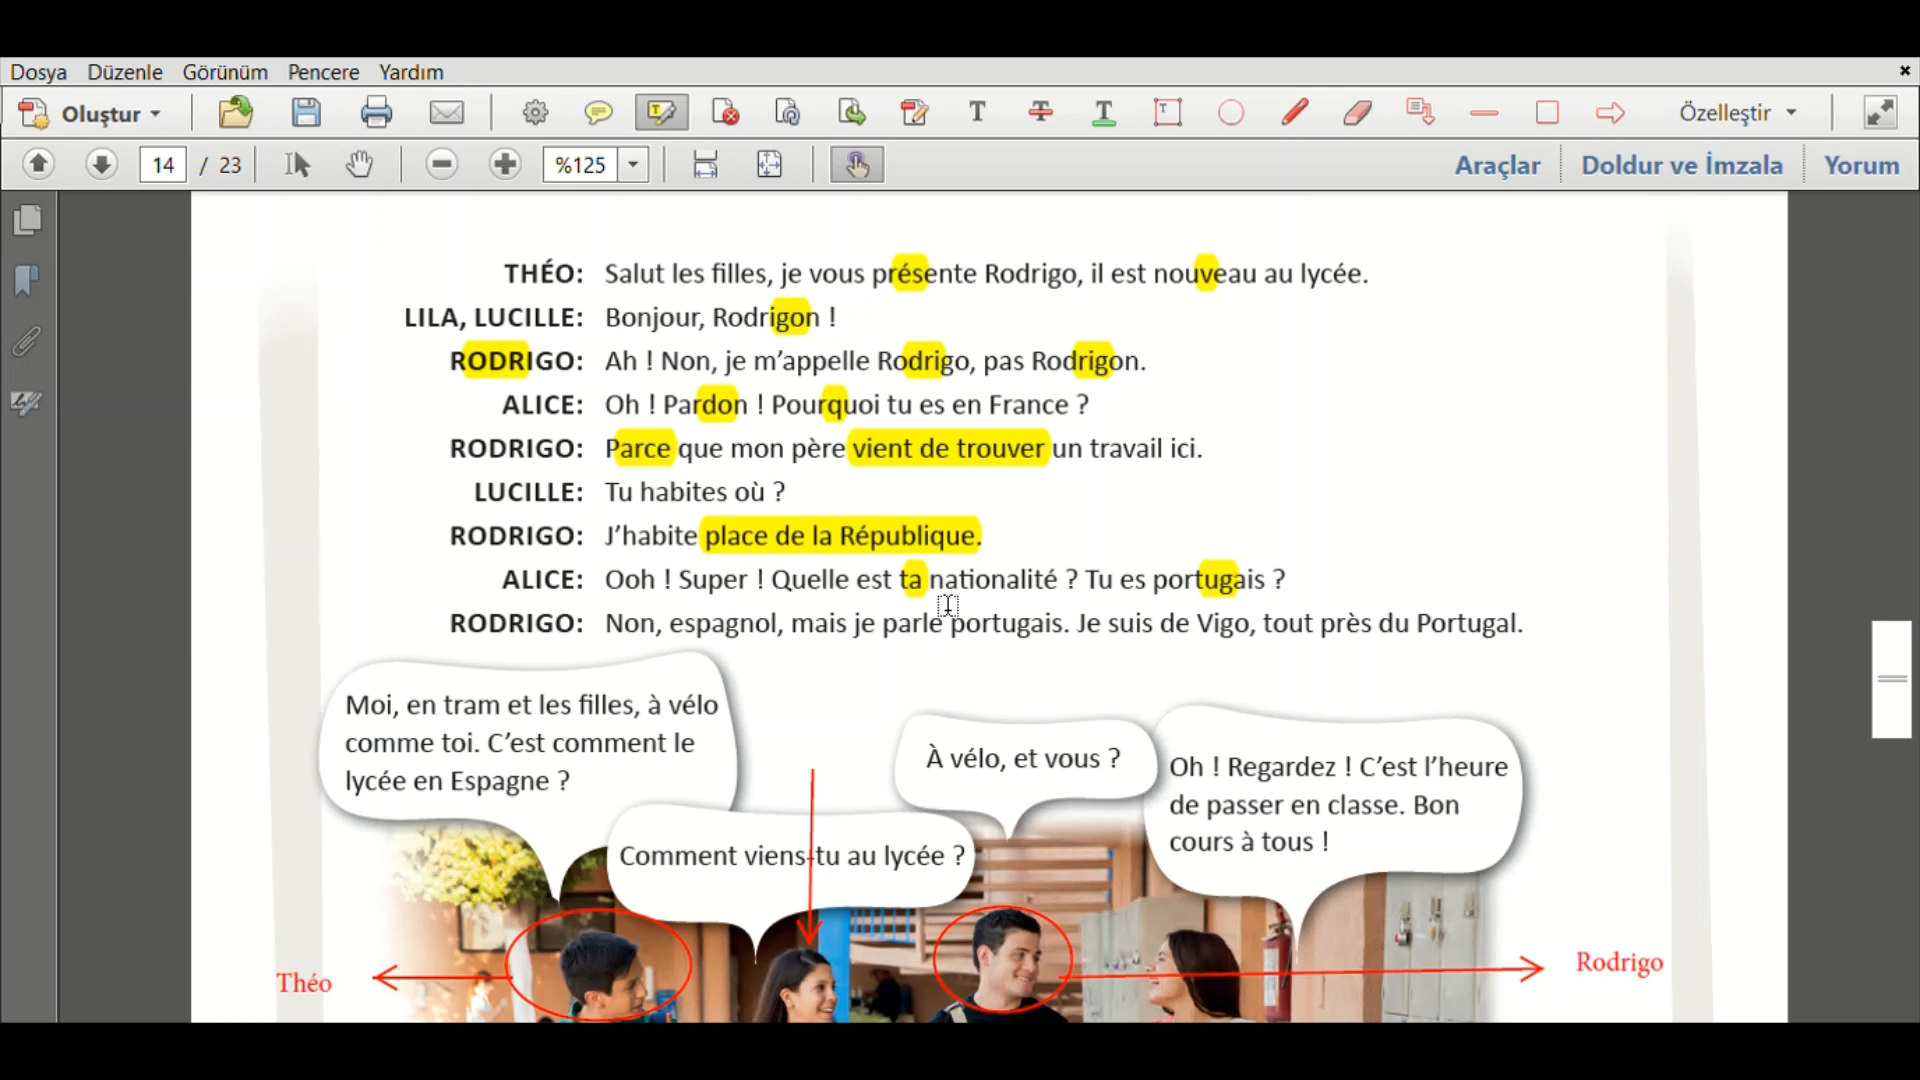 Dosya Düzenle Görünüm Pencere Yardım
Oluştur
Özelleştir
14 / 23
%125
Araçlar Doldur ve İmzala Yorum
THÉO: Salut les filles, je vous présente Rodrigo, il est nouveau au lycée.
LILA, LUCILLE: Bonjour, Rodrigon !
RODRIGO: Ah ! Non, je m’appelle Rodrigo, pas Rodrigon.
ALICE: Oh ! Pardon ! Pourquoi tu es en France ?
RODRIGO: Parce que mon père vient de trouver un travail ici.
LUCILLE: Tu habites où ?
RODRIGO: J’habite place de la République.
ALICE: Ooh ! Super ! Quelle est ta nationalité ? Tu es portugais ?
RODRIGO: Non, espagnol, mais je parle portugais. Je suis de Vigo, tout près du Portugal.
Moi, en tram et les filles, à vélo
comme toi. C’est comment le
lycée en Espagne ?
Comment viens-tu au lycée ?
À vélo, et vous ?
Oh ! Regardez ! C’est l’heure
de passer en classe. Bon
cours à tous !
Théo
Rodrigo